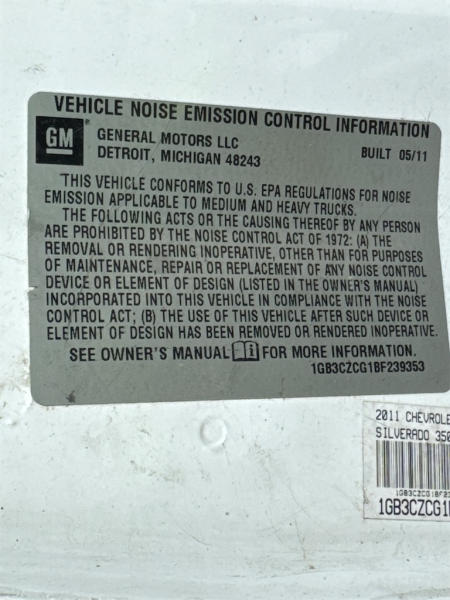 VEHICLE NOISE EMISSION CONTROL INFORMATION
GM
GENERAL MOTORS LLC
DETROIT, MICHIGAN 48243
BUILT 05/11
THIS VEHICLE CONFORMS TO U.S. EPA REGULATIONS FOR NOISE
EMISSION APPLICABLE TO MEDIUM AND HEAVY TRUCKS.
THE FOLLOWING ACTS OR THE CAUSING THEREOF BY ANY PERSON
ARE PROHIBITED BY THE NOISE CONTROL ACT OF 1972: (A) THE
REMOVAL OR RENDERING INOPERATIVE, OTHER THAN FOR PURPOSES
OF MAINTENANCE, REPAIR OR REPLACEMENT OF ANY NOISE CONTROL
DEVICE OR ELEMENT OF DESIGN (LISTED IN THE OWNER'S MANUAL)
INCORPORATED INTO THIS VEHICLE IN COMPLIANCE WITH THE NOISE
CONTROL ACT; (B) THE USE OF THIS VEHICLE AFTER SUCH DEVICE OR
ELEMENT OF DESIGN HAS BEEN REMOVED OR RENDERED INOPERATIVE.
SEE OWNER'S MANUAL FOR MORE INFORMATION.
1GB3CZCG1BF239353
2011 CHEVROLE
SILVERADO 350
1GB3CZCG1BF23
1GB3CZCG1